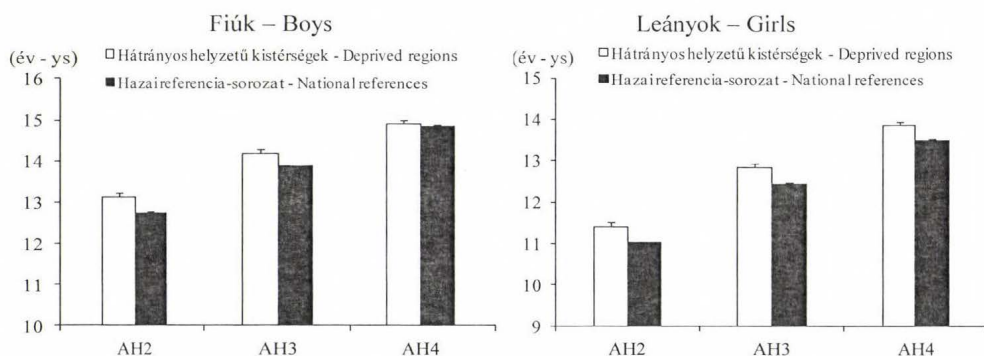 Fiúk – Boys
(év - ys)
Hátrányos helyzetű kistérségek - Deprived regions
Hazai referencia-sorozat - National references
16
15
14
13
12
11
10
AH2 AH3 AH4
Leányok – Girls
(év - ys)
Hátrányos helyzetű kistérségek - Deprived regions
Hazai referencia-sorozat - National references
15
14
13
12
11
10
9
AH2 AH3 AH4